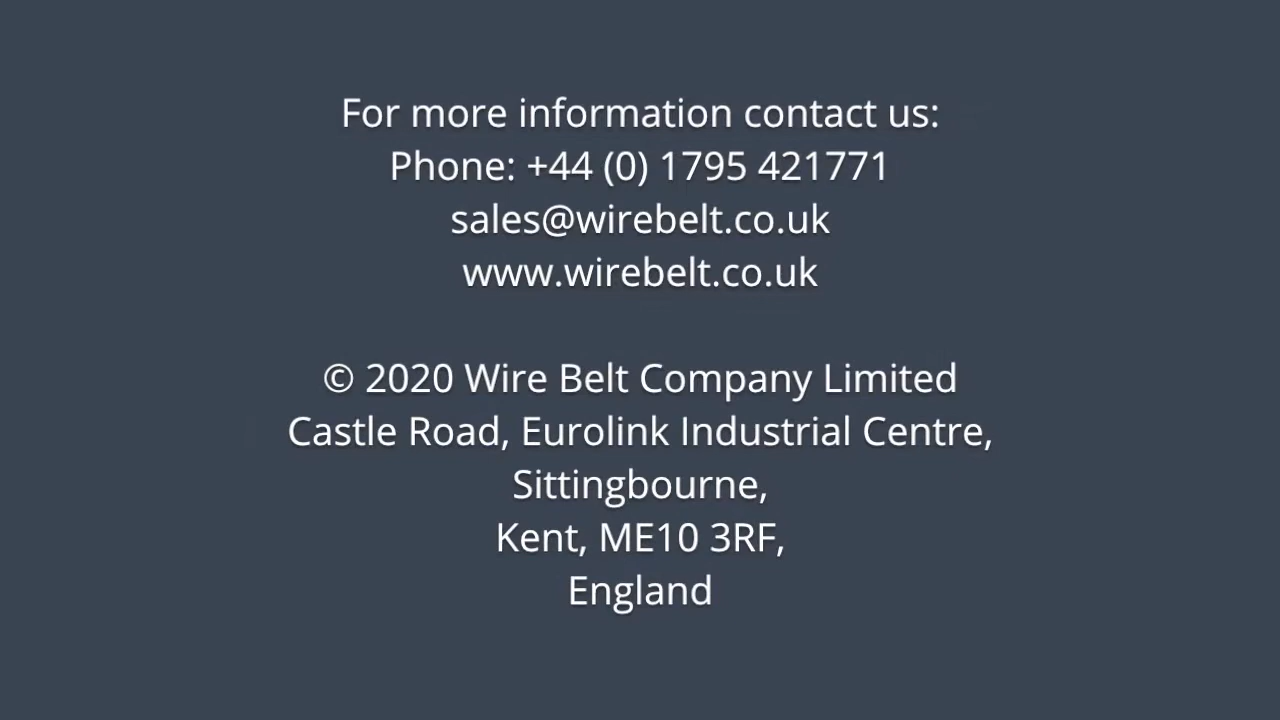 For more information contact us:
Phone: +44 (0) 1795 421771
sales@wirebelt.co.uk
www.wirebelt.co.uk
© 2020 Wire Belt Company Limited
Castle Road, Eurolink Industrial Centre,
Sittingbourne,
Kent, ME10 3RF,
England